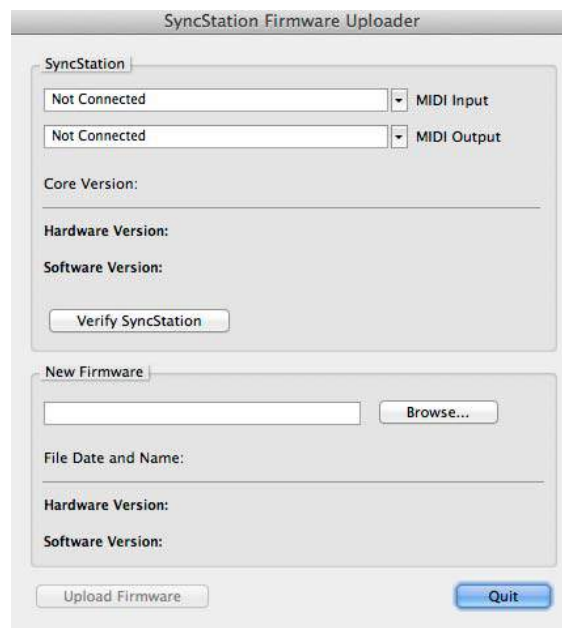 SyncStation Firmware Uploader
SyncStation
Not Connected MIDI Input
Not Connected MIDI Output
Core Version:
Hardware Version:
Software Version:
Verify SyncStation
New Firmware
Browse...
File Date and Name:
Hardware Version:
Software Version:
Upload Firmware Quit